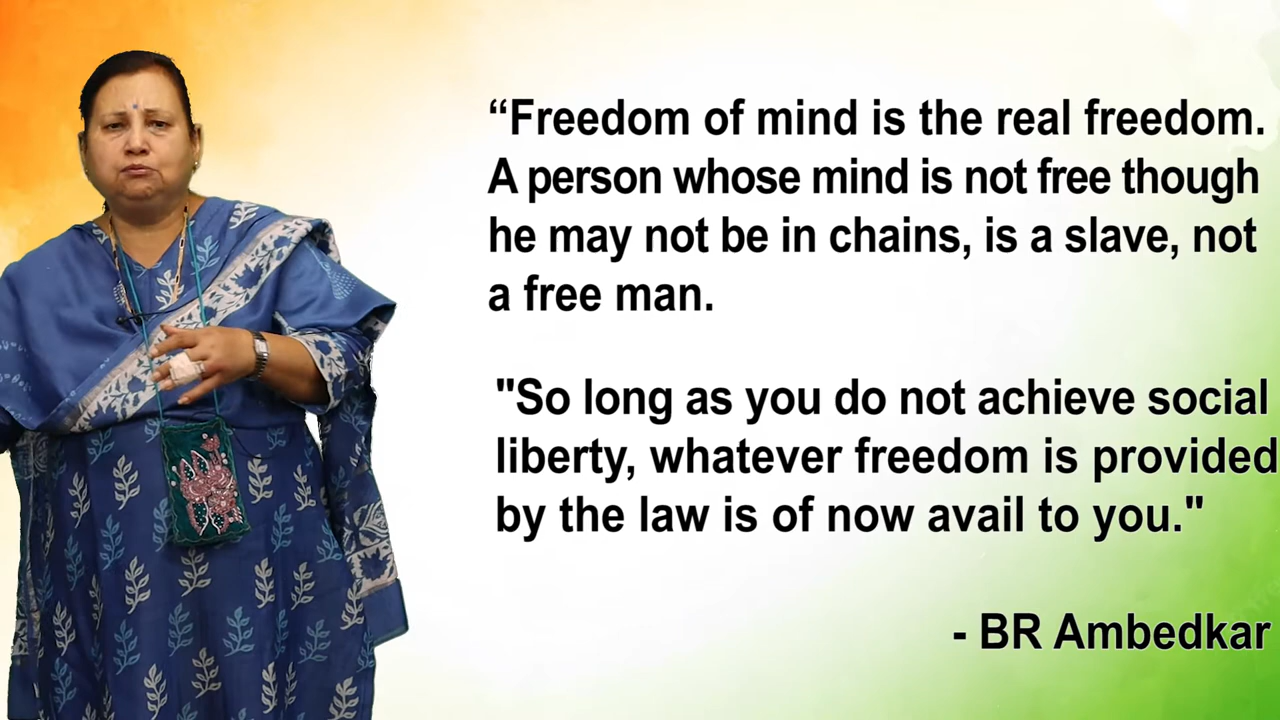 “Freedom of mind is the real freedom.
A person whose mind is not free though
he may not be in chains, is a slave, not
a free man.
"So long as you do not achieve social
liberty, whatever freedom is provided
by the law is of now avail to you."
- BR Ambedkar